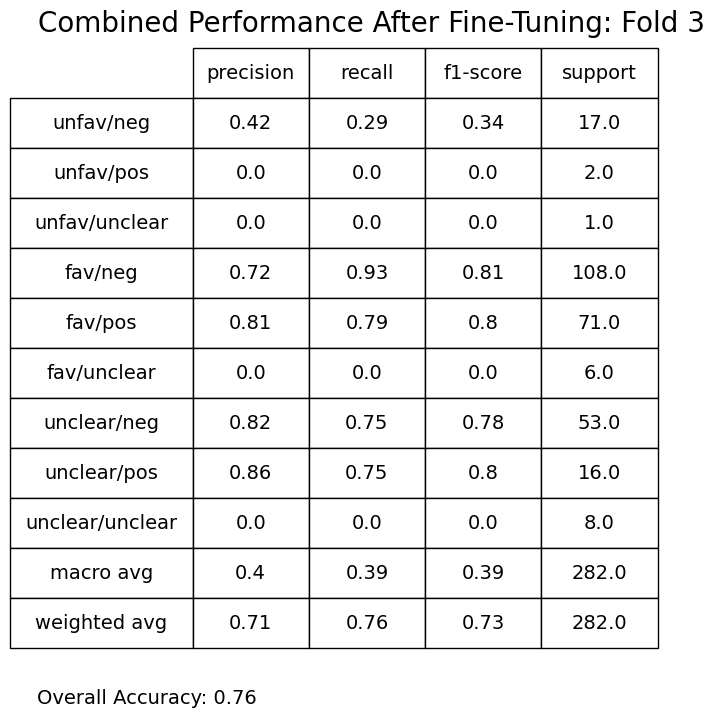 Combined Performance After Fine-Tuning: Fold 3
precision recall f1-score support
unfav/neg 0.42 0.29 0.34 17.0
unfav/pos 0.0 0.0 0.0 2.0
unfav/unclear 0.0 0.0 0.0 1.0
fav/neg 0.72 0.93 0.81 108.0
fav/pos 0.81 0.79 0.8 71.0
fav/unclear 0.0 0.0 0.0 6.0
unclear/neg 0.82 0.75 0.78 53.0
unclear/pos 0.86 0.75 0.8 16.0
unclear/unclear 0.0 0.0 0.0 8.0
macro avg 0.4 0.39 0.39 282.0
weighted avg 0.71 0.76 0.73 282.0
Overall Accuracy: 0.76